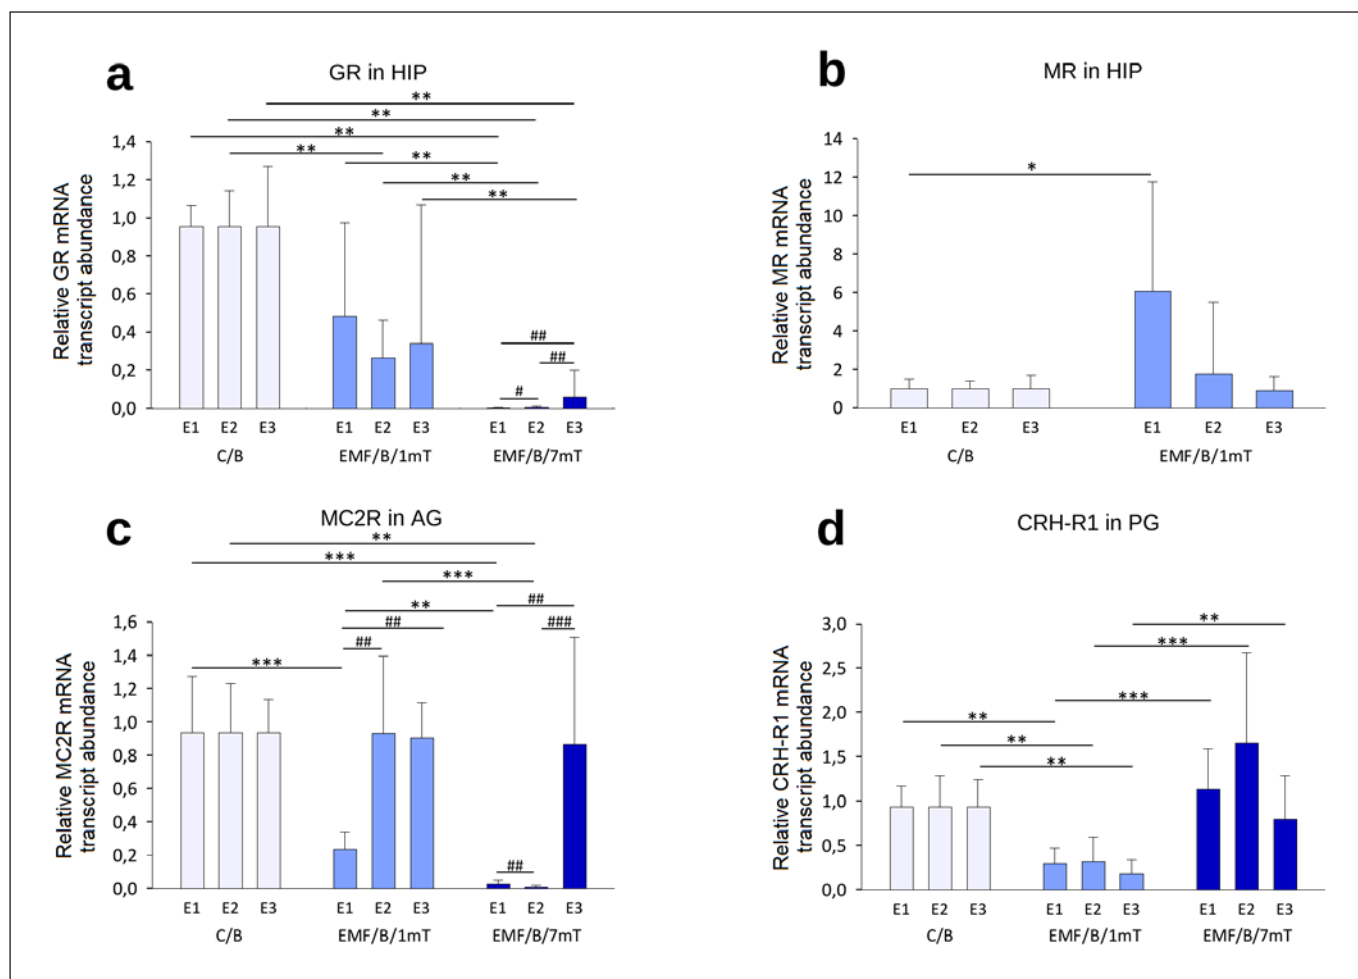 a
GR in HIP
**
**
**
**
**
**
**
Relative GR mRNA
transcript abundance
1,4
1,2
1,0
0,8
0,6
0,4
0,2
0,0
##
##
#
E1 E2 E3 E1 E2 E3 E1 E2 E3
C/B EMF/B/1mT EMF/B/7mT
b
MR in HIP
*
Relative MR mRNA
transcript abundance
14
12
10
8
6
4
2
0
E1 E2 E3 E1 E2 E3
C/B EMF/B/1mT
c
MC2R in AG
**
***
***
**
##
##
###
##
***
##
Relative MC2R mRNA
transcript abundance
1,6
1,4
1,2
1,0
0,8
0,6
0,4
0,2
0,0
E1 E2 E3 E1 E2 E3 E1 E2 E3
C/B EMF/B/1mT EMF/B/7mT
d
CRH-R1 in PG
**
***
***
**
**
**
Relative CRH-R1 mRNA
transcript abundance
3,0
2,5
2,0
1,5
1,0
0,5
0,0
E1 E2 E3 E1 E2 E3 E1 E2 E3
C/B EMF/B/1mT EMF/B/7mT